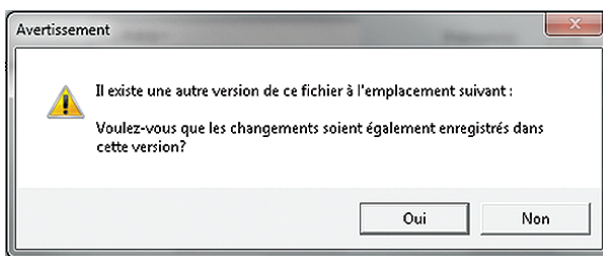 Avertissement
Il existe une autre version de ce fichier à l'emplacement suivant :
Voulez-vous que les changements soient également enregistrés dans
cette version?
Oui
Non